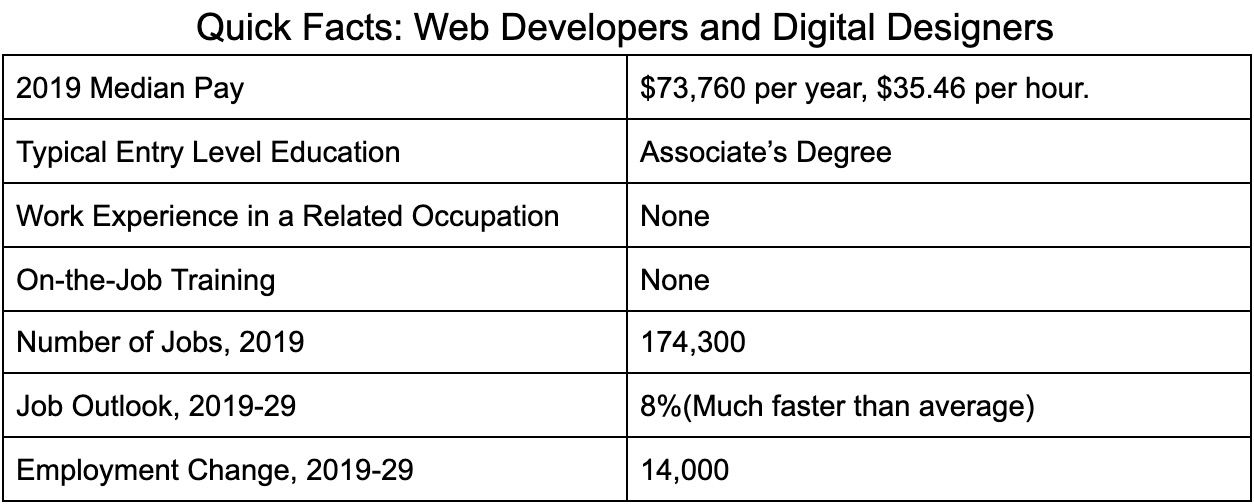 Quick Facts: Web Developers and Digital Designers
2019 Median Pay $73,760 per year, $35.46 per hour.
Typical Entry Level Education Associate’s Degree
Work Experience in a Related Occupation None
On-the-Job Training None
Number of Jobs, 2019 174,300
Job Outlook, 2019-29 8%(Much faster than average)
Employment Change, 2019-29 14,000